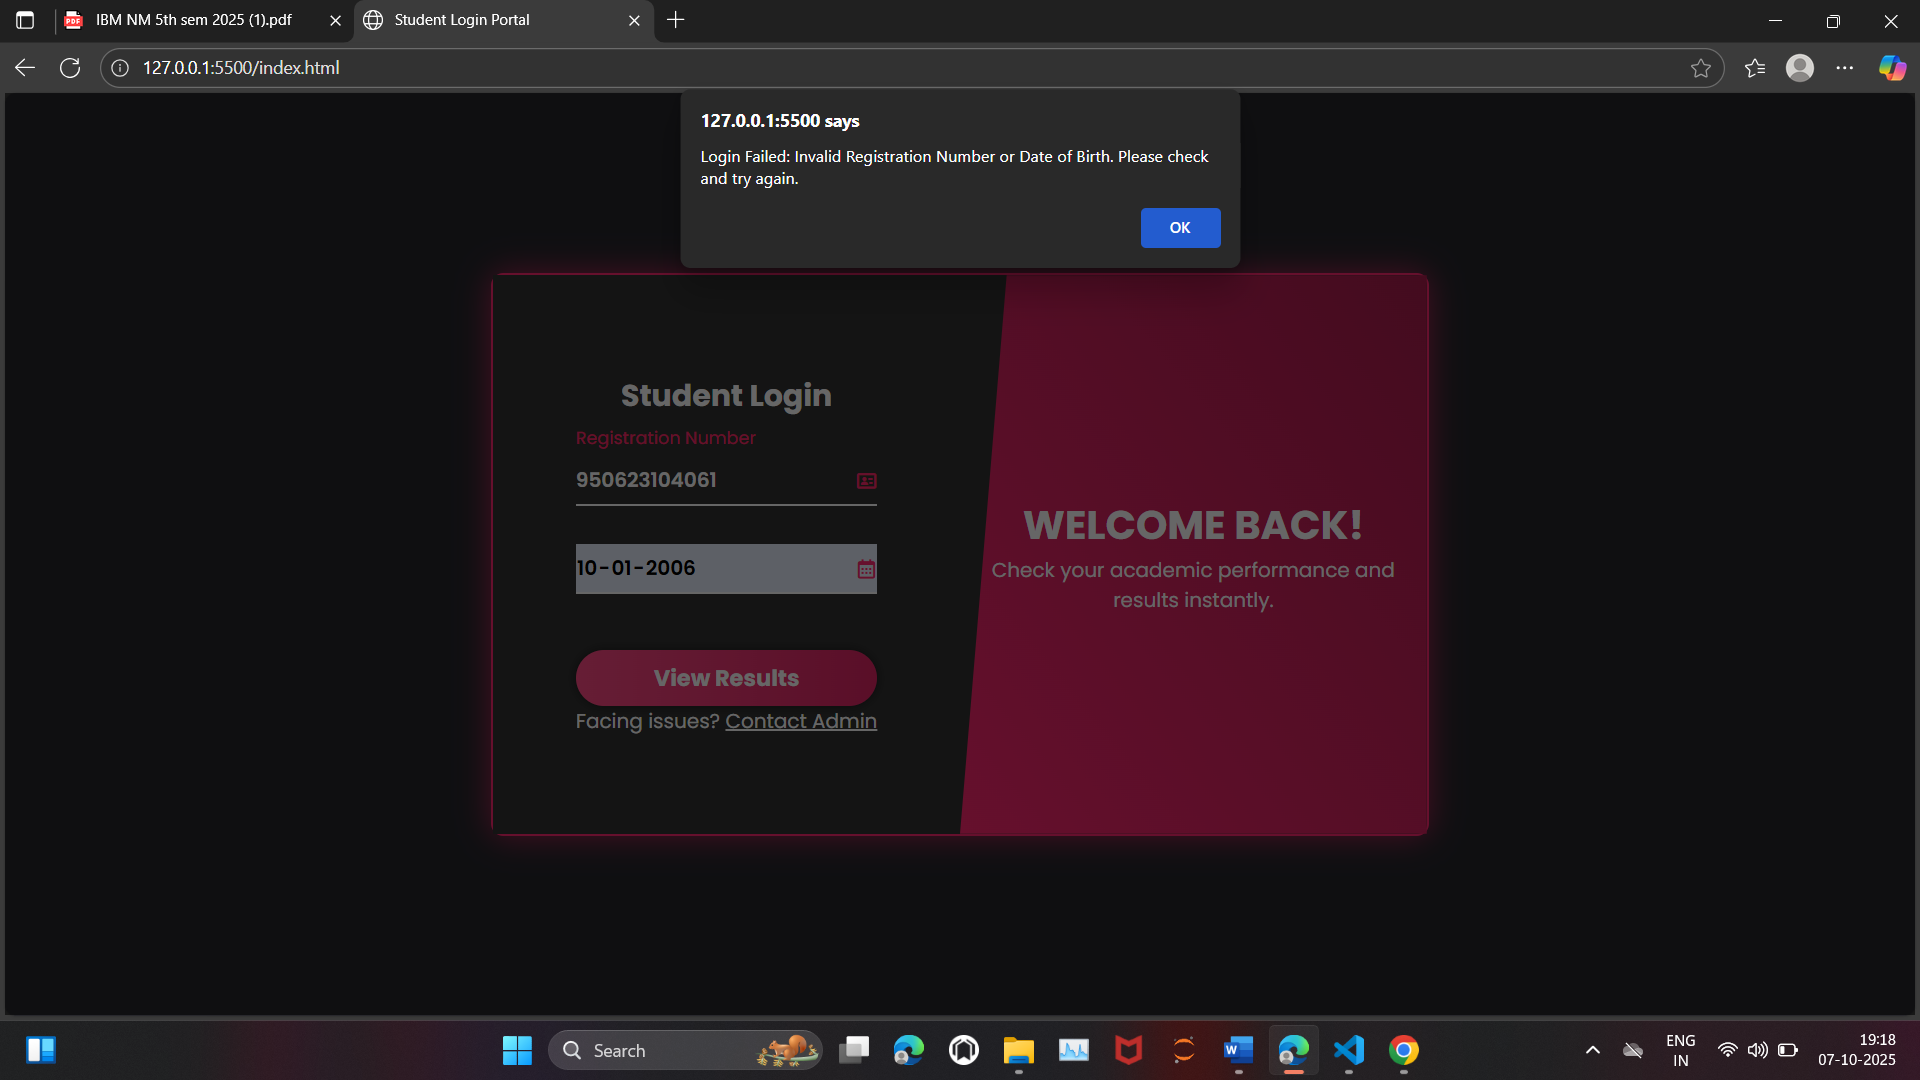 IBM NM 5th sem 2025 (1).pdf
Student Login Portal
127.0.0.1:5500/index.html
127.0.0.1:5500 says
Login Failed: Invalid Registration Number or Date of Birth. Please check
and try again.
OK
Student Login
Registration Number
950623104061
10-01-2006
View Results
Facing issues? Contact Admin
WELCOME BACK!
Check your academic performance and
results instantly.
Search
ENG
IN
19:18
07-10-2025